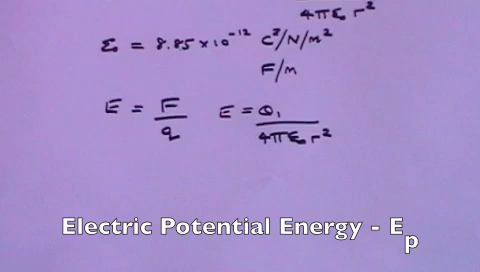 4πε₀r²
ε₀ = 8.85×10⁻¹² C²/N/m²
F/m
E = F/q   E = Q₁/4πε₀r²
Electric Potential Energy - Eₚ